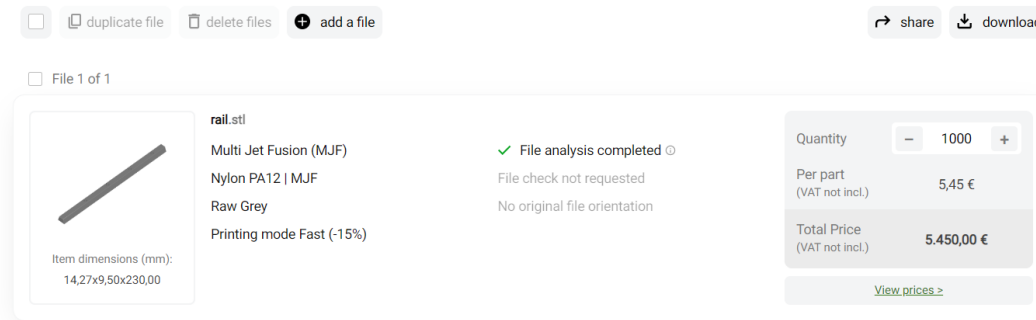 duplicate file
delete files
add a file
share
downloa
File 1 of 1
rail.stl
Multi Jet Fusion (MJF)
Nylon PA12 | MJF
Raw Grey
Printing mode Fast (-15%)
Item dimensions (mm):
14,27x9,50x230,00
File analysis completed
File check not requested
No original file orientation
Quantity
− 1000 +
Per part
(VAT not incl.)
5,45 €
Total Price
(VAT not incl.)
5.450,00 €
View prices >